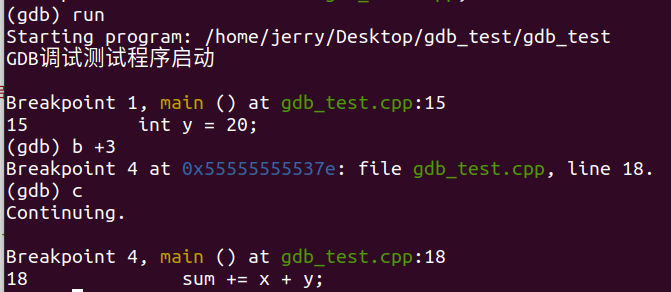 (gdb) run
Starting program: /home/jerry/Desktop/gdb_test/gdb_test
GDB调试测试程序启动
Breakpoint 1, main () at gdb_test.cpp:15
15 int y = 20;
(gdb) b +3
Breakpoint 4 at 0x55555555537e: file gdb_test.cpp, line 18.
(gdb) c
Continuing.
Breakpoint 4, main () at gdb_test.cpp:18
18 sum += x + y;